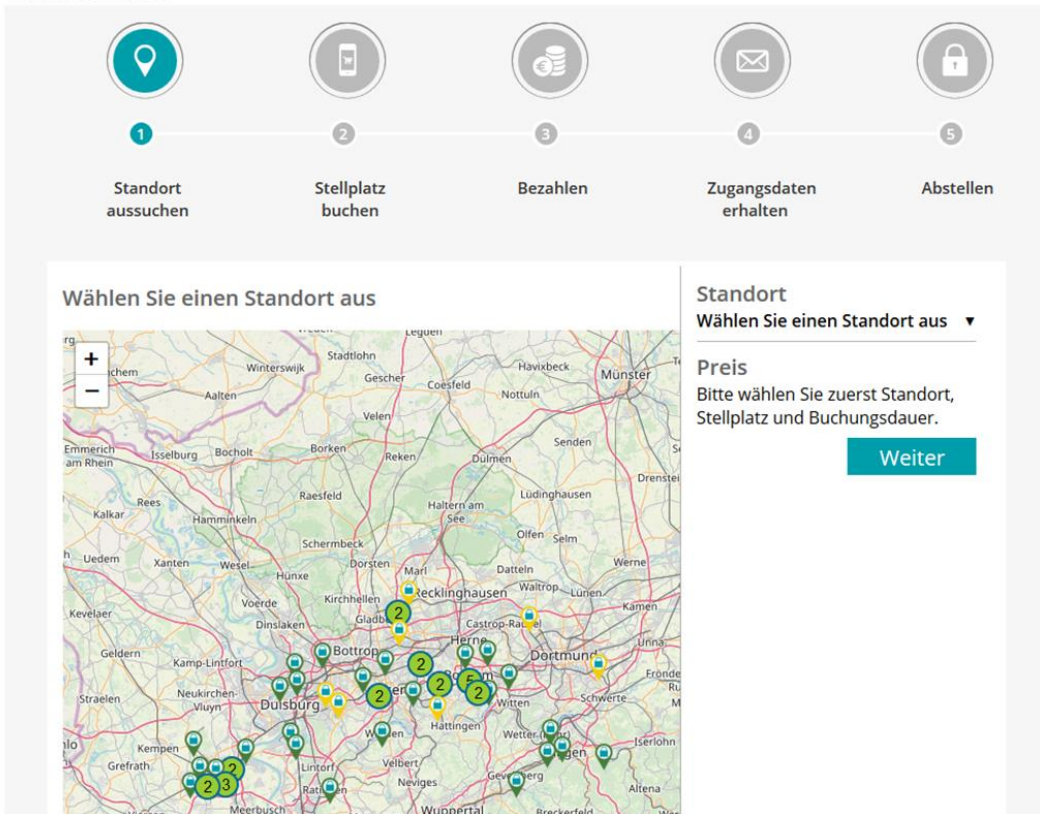 1
2
3
4
5
Standort
aussuchen
Stellplatz
buchen
Bezahlen
Zugangsdaten
erhalten
Abstellen
Wählen Sie einen Standort aus
+
−
Stadtlohn
Winterswijk
Gescher
Coesfeld
Havixbeck
Münster
Nottuln
Aalten
Velen
Emmerich
am Rhein
Isselburg
Bocholt
Borken
Reken
Dülmen
Senden
Rees
Kalkar
Hamminkeln
Raesfeld
Haltern am
See
Lüdinghausen
Olfen
Selm
Schermbeck
Uedem
Xanten
Wesel
Hünxe
Dorsten
Marl
Datteln
Werne
Kevelaer
Voerde
Kirchhellen
Recklinghausen
Waltrop
Lünen
Dinslaken
2
Castrop-
Kamen
Geldern
Kamp-Lintfort
Bottrop
2
Herne
Dortmund
Unna
Straelen
Neukirchen-
Vluyn
Duisburg
2
2
5
2
Witten
Schwerte
Hattingen
Kempen
Wetter
Iserlohn
Grefrath
Lintorf
Velbert
2
2
3
Neviges
Altena
Meerbusch
Wuppertal
Breckerfeld
Standort
Wählen Sie einen Standort aus ▼
Preis
Bitte wählen Sie zuerst Standort,
Stellplatz und Buchungsdauer.
Weiter